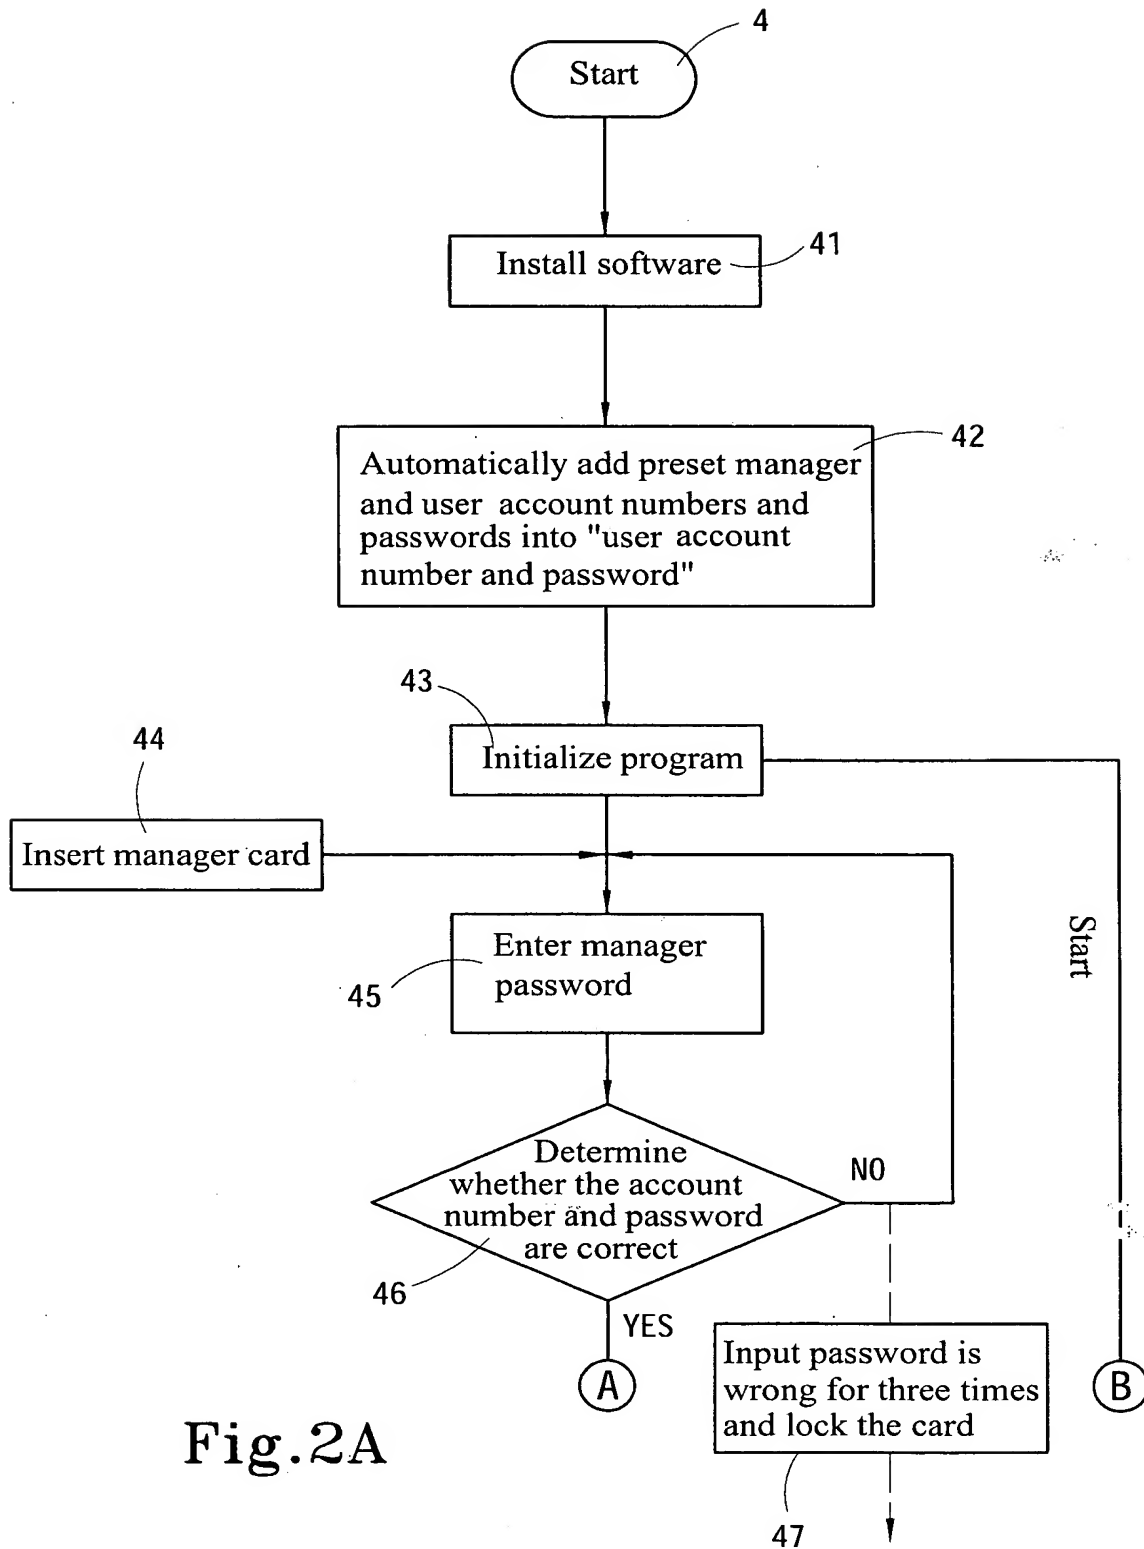 4
Start
41
Install software
42
Automatically add preset manager
and user account numbers and
passwords into "user account
number and password"
43
Initialize program
44
Insert manager card
Start
Enter manager
password
45
Determine
whether the account
number and password
are correct
NO
46
YES
A
Input password is
wrong for three times
and lock the card
B
Fig.2A
47